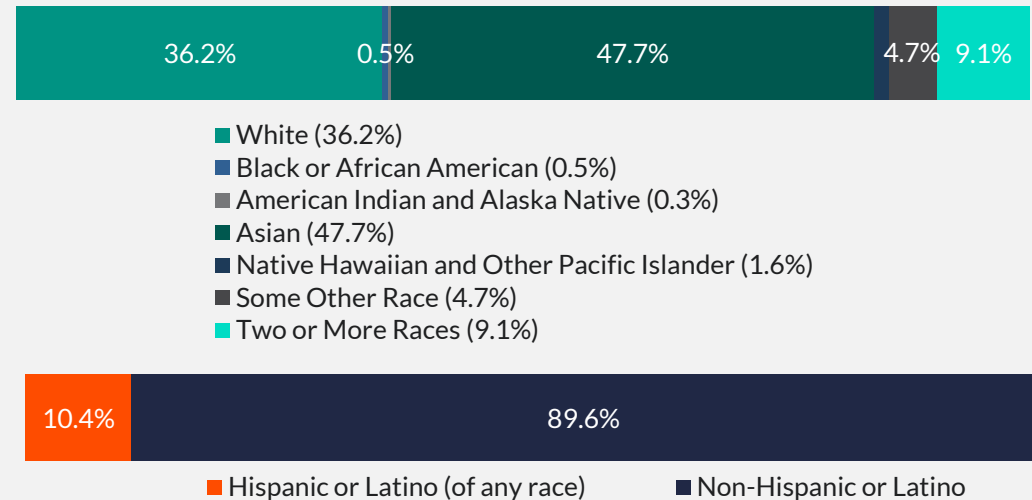 36.2% 0.5% 47.7% 4.7% 9.1%
White (36.2%)
Black or African American (0.5%)
American Indian and Alaska Native (0.3%)
Asian (47.7%)
Native Hawaiian and Other Pacific Islander (1.6%)
Some Other Race (4.7%)
Two or More Races (9.1%)
10.4% 89.6%
Hispanic or Latino (of any race) Non-Hispanic or Latino